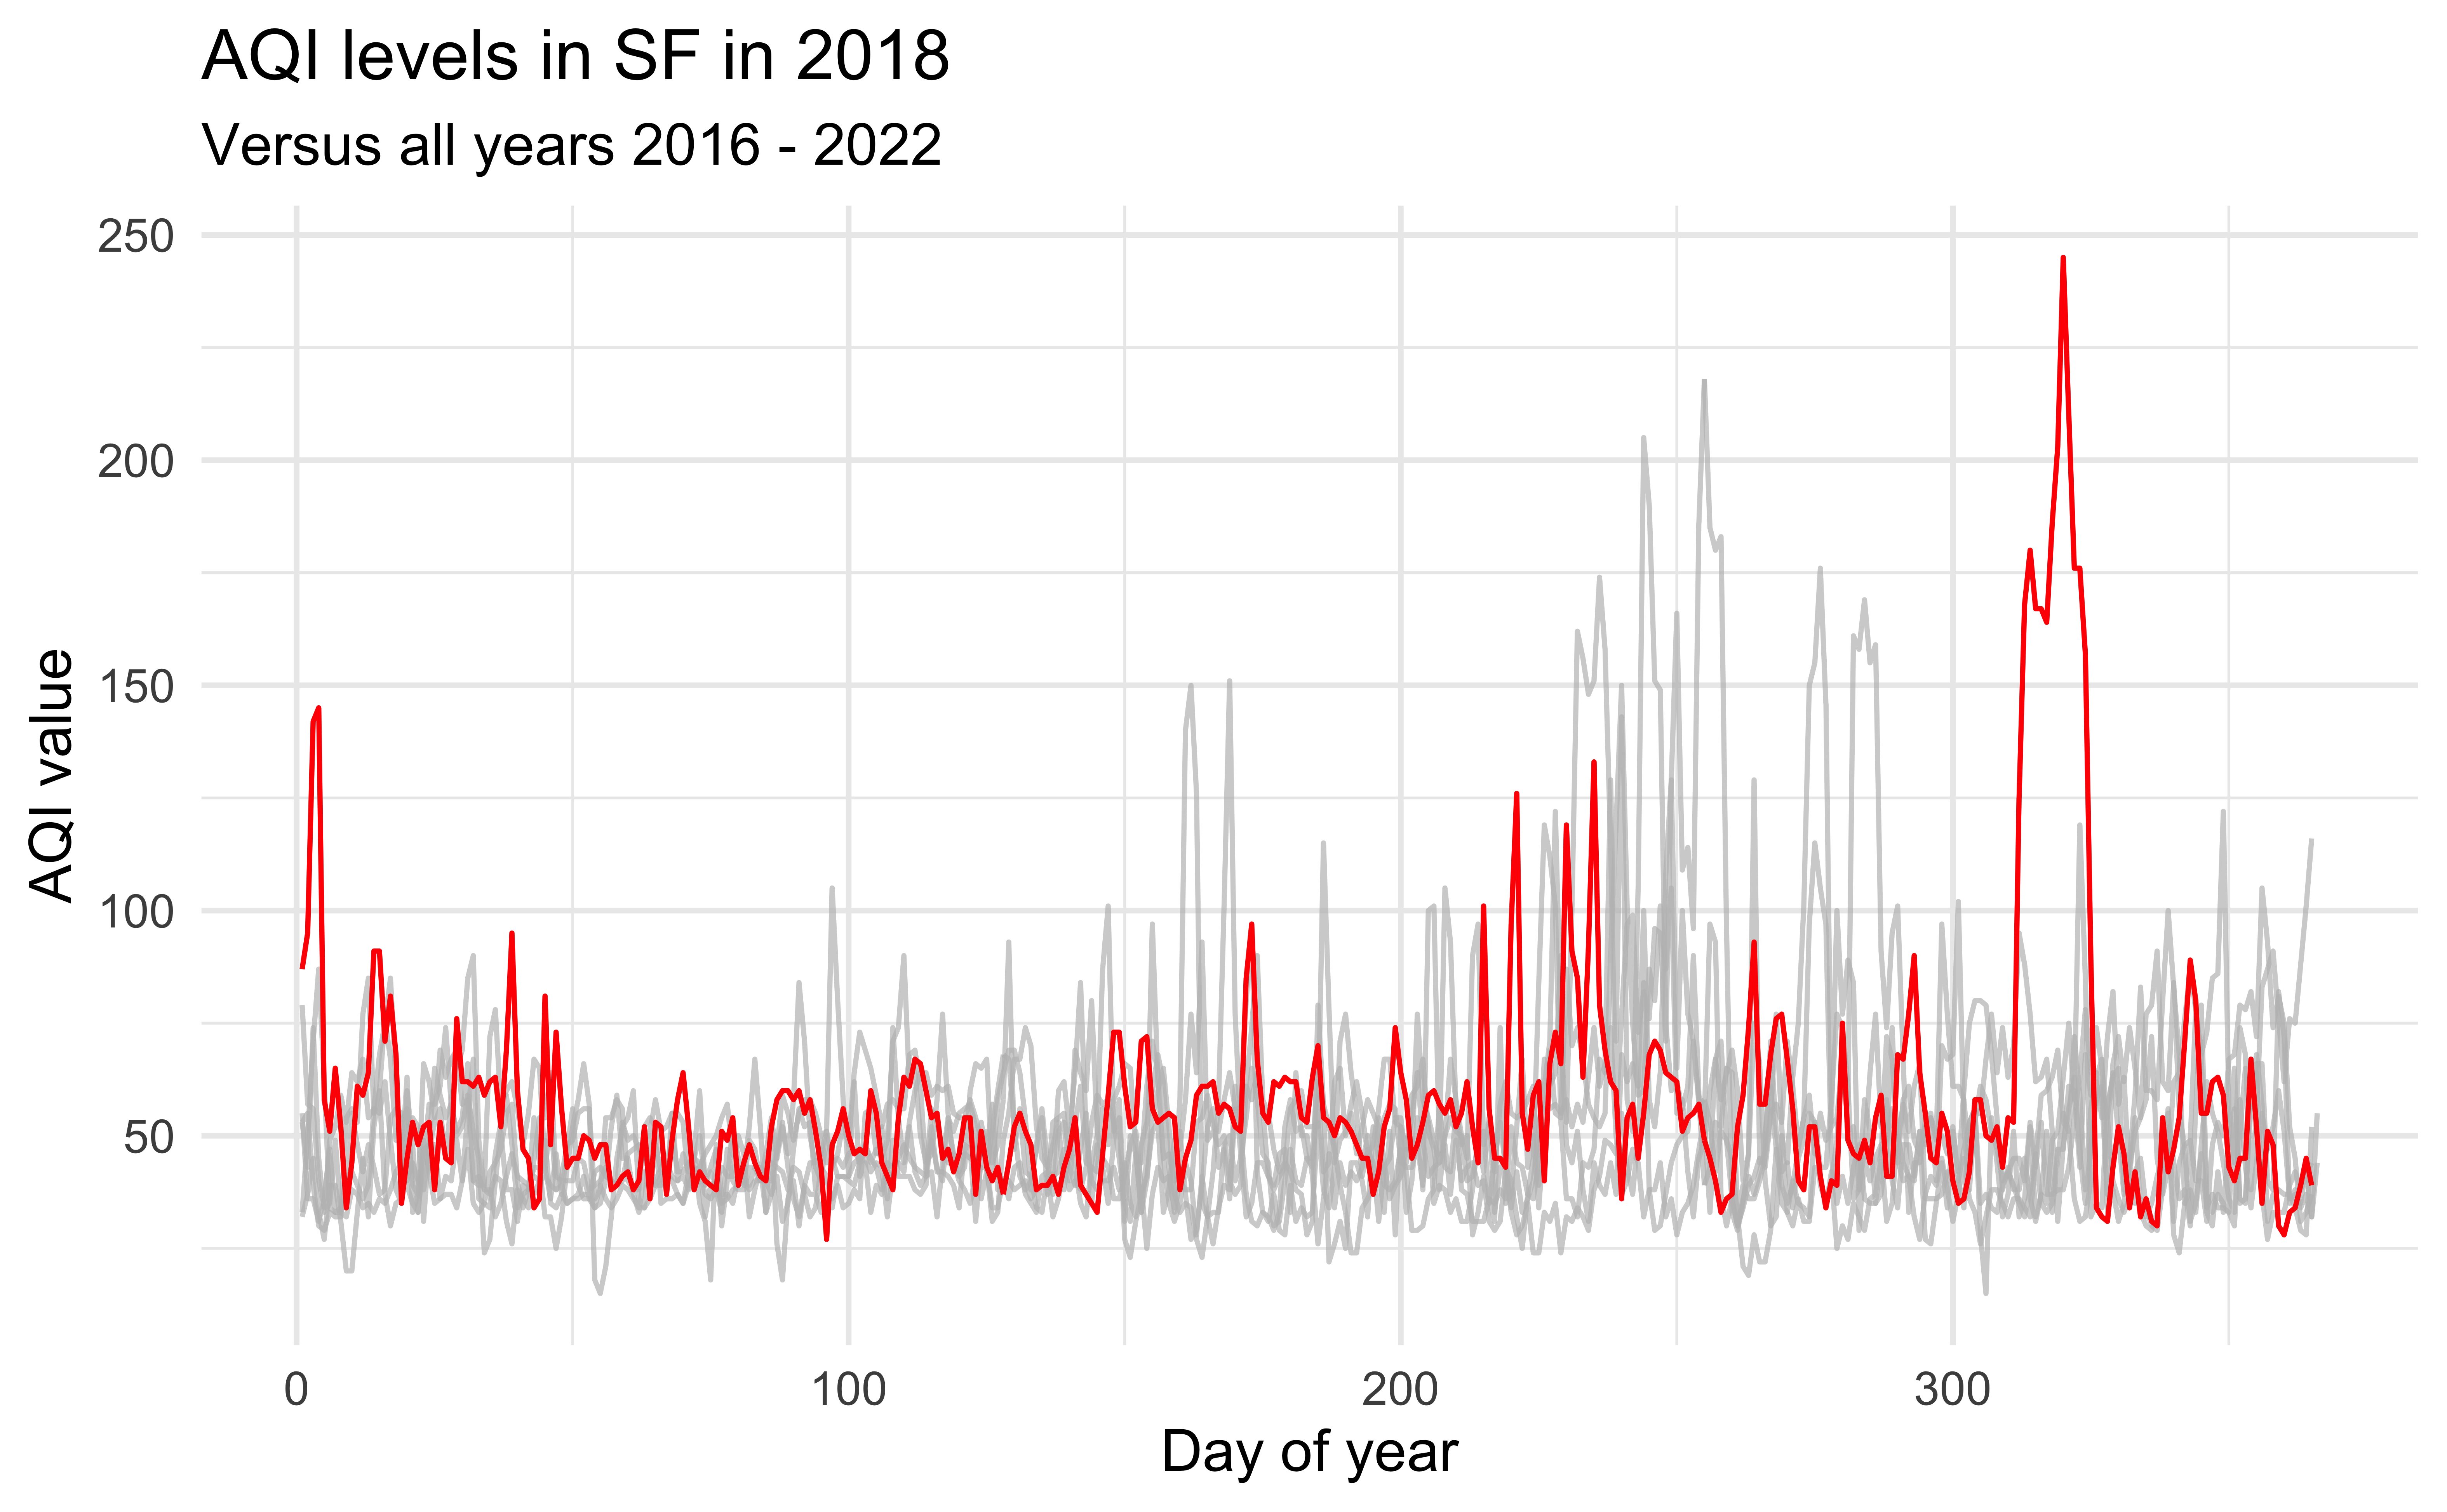 AQI levels in SF in 2018
Versus all years 2016 - 2022
250
200
150
100
50
AQI value
0 100 200 300
Day of year